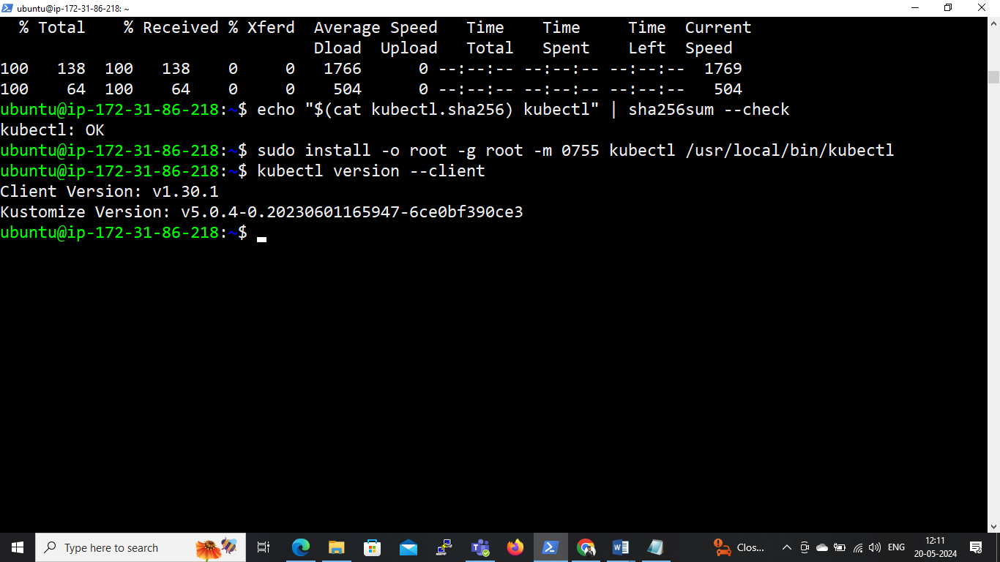 ubuntu@ip-172-31-86-218: ~
% Total % Received % Xferd Average Speed Time Time Time Current
Dload Upload Total Spent Left Speed
100 138 100 138 0 0 1766 0 --:--:-- --:--:-- --:--:-- 1769
100 64 100 64 0 0 504 0 --:--:-- --:--:-- --:--:-- 504
ubuntu@ip-172-31-86-218:~$ echo "$(cat kubectl.sha256) kubectl" | sha256sum --check
kubectl: OK
ubuntu@ip-172-31-86-218:~$ sudo install -o root -g root -m 0755 kubectl /usr/local/bin/kubectl
ubuntu@ip-172-31-86-218:~$ kubectl version --client
Client Version: v1.30.1
Kustomize Version: v5.0.4-0.20230601165947-6ce0bf390ce3
ubuntu@ip-172-31-86-218:~$
Type here to search
Clos...
ENG
12:11
20-05-2024